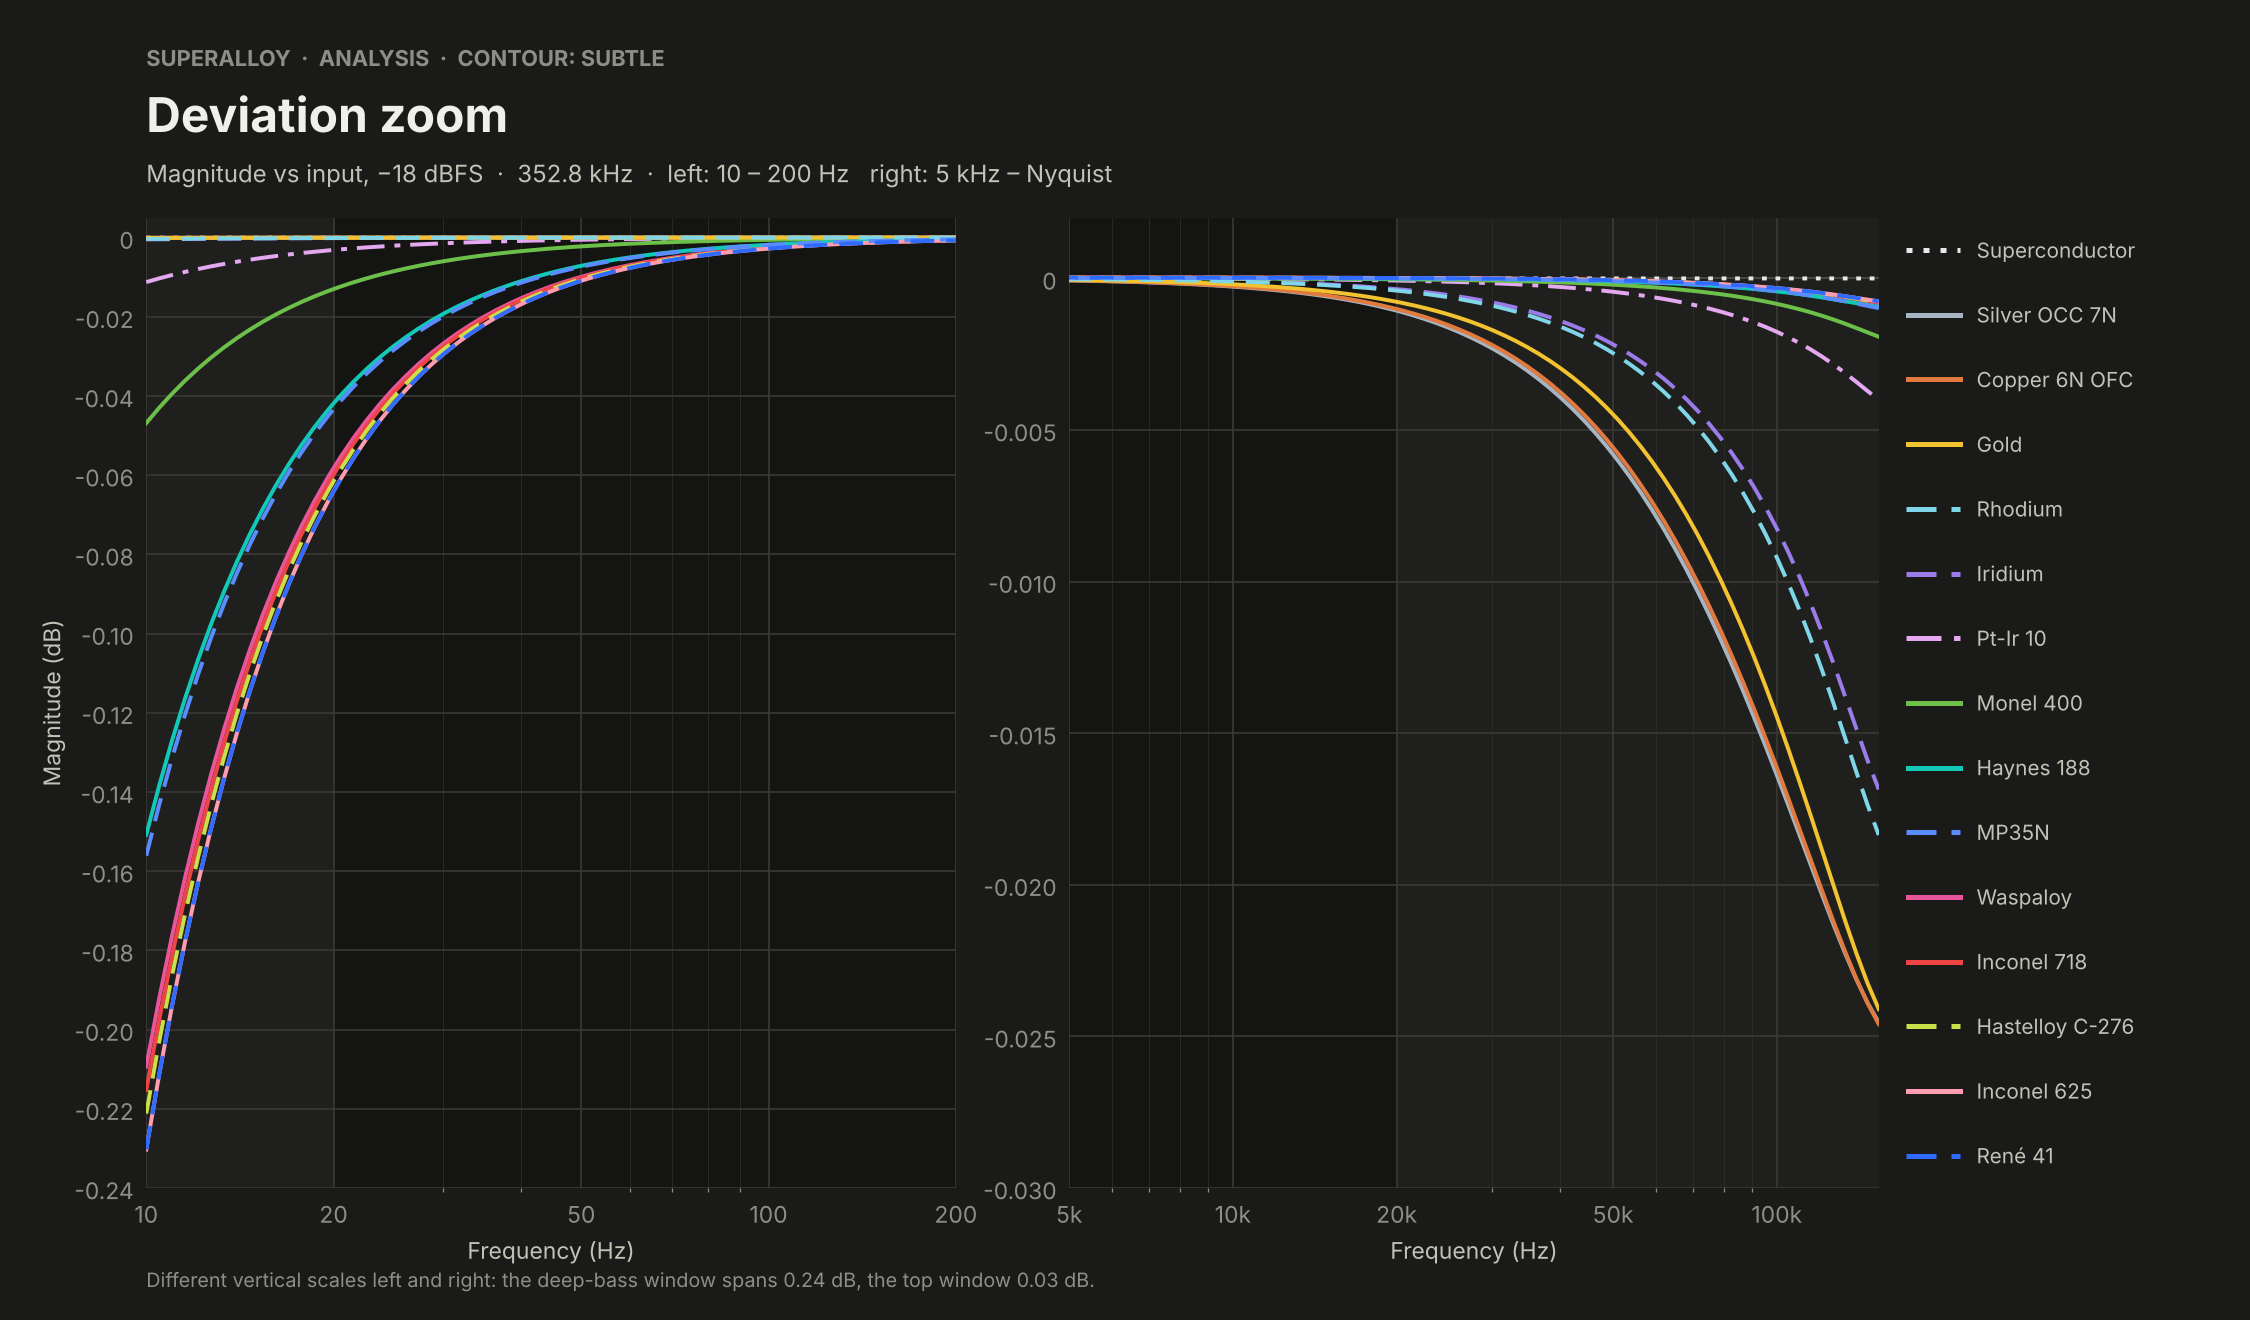 SUPERALLOY · ANALYSIS · CONTOUR: SUBTLE
Deviation zoom
Magnitude vs input, −18 dBFS · 352.8 kHz · left: 10 – 200 Hz right: 5 kHz – Nyquist
Magnitude (dB)
0
-0.02
-0.04
-0.06
-0.08
-0.10
-0.12
-0.14
-0.16
-0.18
-0.20
-0.22
-0.24
10 20 50 100 200
Frequency (Hz)
0
-0.005
-0.010
-0.015
-0.020
-0.025
-0.030
5k 10k 20k 50k 100k
Frequency (Hz)
Superconductor
Silver OCC 7N
Copper 6N OFC
Gold
Rhodium
Iridium
Pt-Ir 10
Monel 400
Haynes 188
MP35N
Waspaloy
Inconel 718
Hastelloy C-276
Inconel 625
René 41
Different vertical scales left and right: the deep-bass window spans 0.24 dB, the top window 0.03 dB.